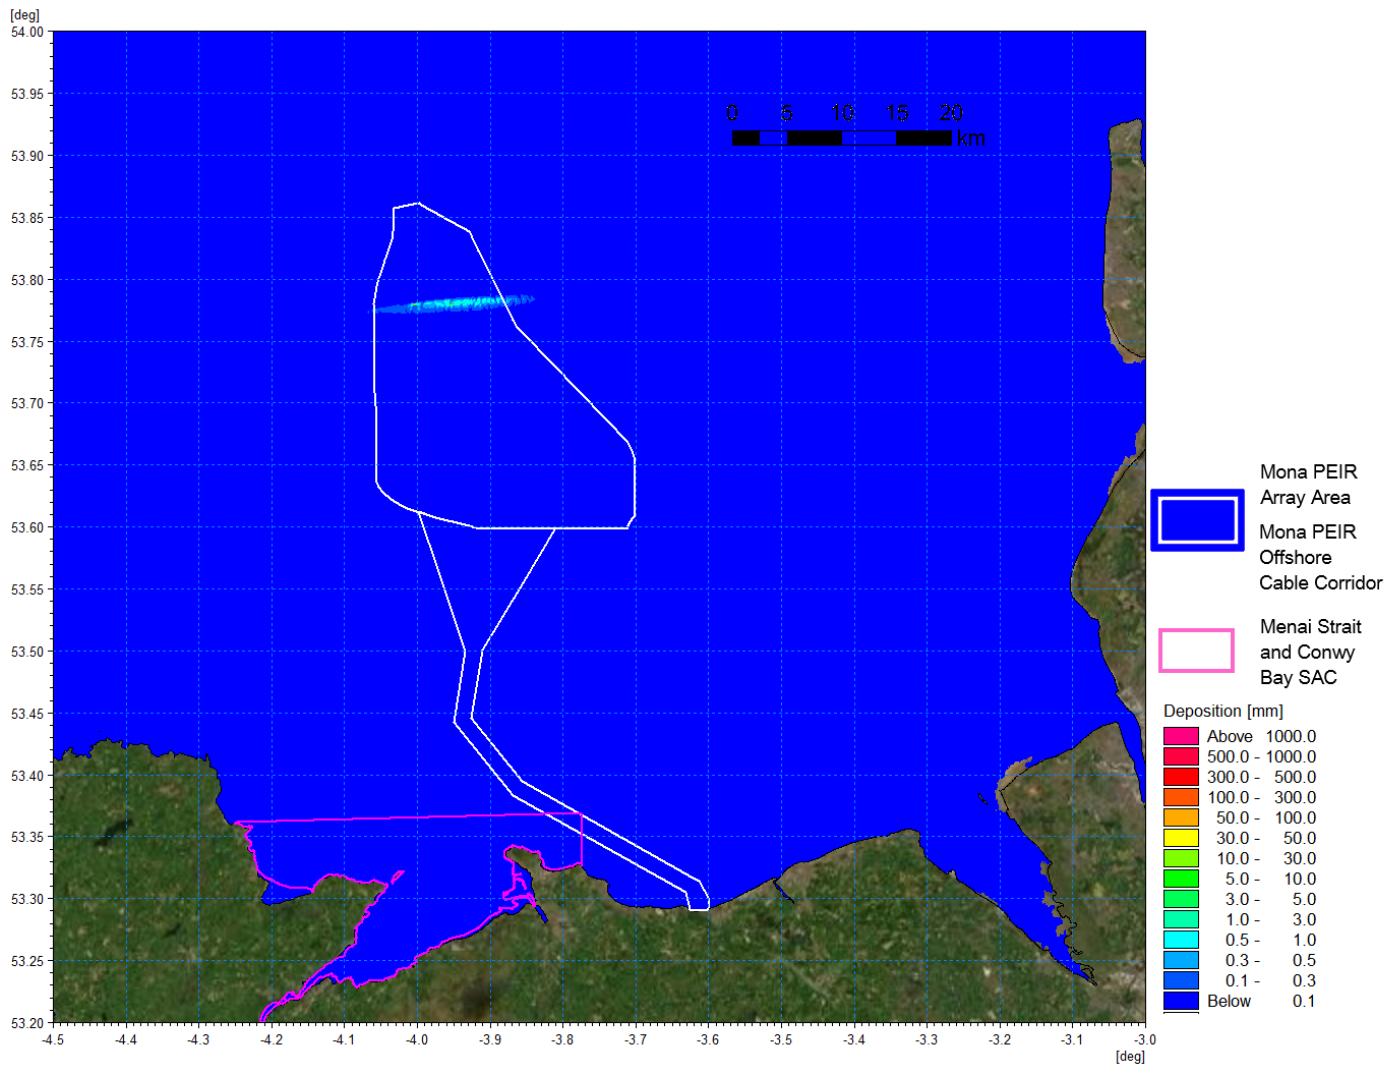 [deg]
54.00
53.95
53.90
53.85
53.80
53.75
53.70
53.65
53.60
53.55
53.50
53.45
53.40
53.35
53.30
53.25
53.20
-4.5 -4.4 -4.3 -4.2 -4.1 -4.0 -3.9 -3.8 -3.7 -3.6 -3.5 -3.4 -3.3 -3.2 -3.1 -3.0
[deg]
0 5 10 15 20
km
Mona PEIR
Array Area
Mona PEIR
Offshore
Cable Corridor
Menai Strait
and Conwy
Bay SAC
Deposition [mm]
Above 1000.0
500.0 - 1000.0
300.0 - 500.0
100.0 - 300.0
50.0 - 100.0
30.0 - 50.0
10.0 - 30.0
5.0 - 10.0
3.0 - 5.0
1.0 - 3.0
0.5 - 1.0
0.3 - 0.5
0.1 - 0.3
Below 0.1